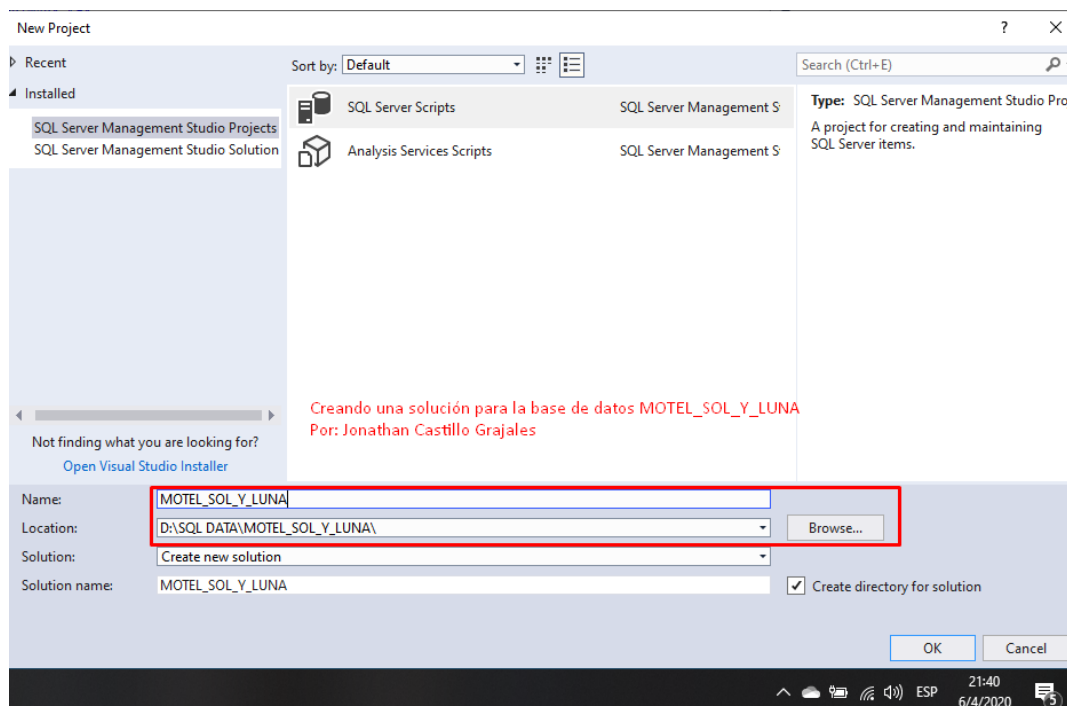 New Project
?
Recent
Installed
SQL Server Management Studio Projects
SQL Server Management Studio Solution
Not finding what you are looking for?
Open Visual Studio Installer
Sort by: Default
SQL Server Scripts SQL Server Management S
Analysis Services Scripts SQL Server Management S
Creando una solución para la base de datos MOTEL_SOL_Y_LUNA
Por: Jonathan Castillo Grajales
Search (Ctrl+E)
Type: SQL Server Management Studio Pro
A project for creating and maintaining
SQL Server items.
Name: MOTEL_SOL_Y_LUNA
Location: D:\SQL DATA\MOTEL_SOL_Y_LUNA\ Browse...
Solution: Create new solution
Solution name: MOTEL_SOL_Y_LUNA Create directory for solution
OK Cancel
ESP
21:40
6/4/2020
5